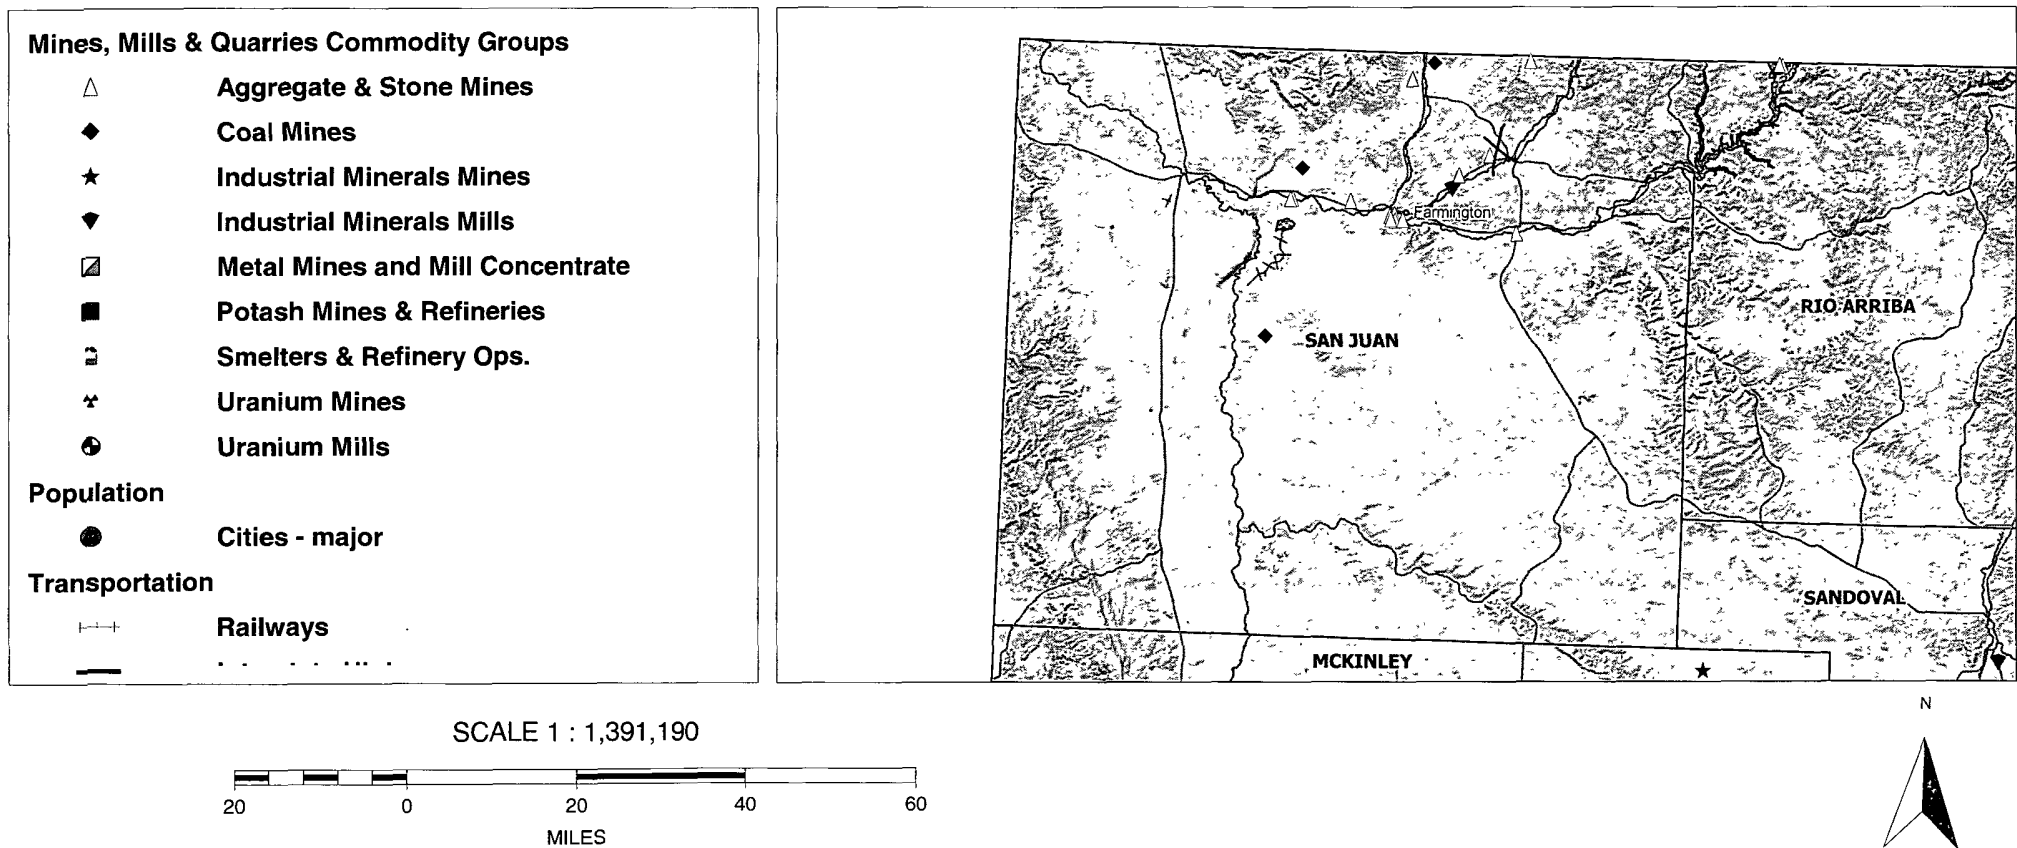 Mines, Mills & Quarries Commodity Groups
Aggregate & Stone Mines
Coal Mines
Industrial Minerals Mines
Industrial Minerals Mills
Metal Mines and Mill Concentrate
Potash Mines & Refineries
Smelters & Refinery Ops.
Uranium Mines
Uranium Mills
Population
Cities - major
Transportation
Railways
Farmington
RIO ARRIBA
SAN JUAN
SANDOVAL
MCKINLEY
SCALE 1 : 1,391,190
20 0 20 40 60
MILES
N